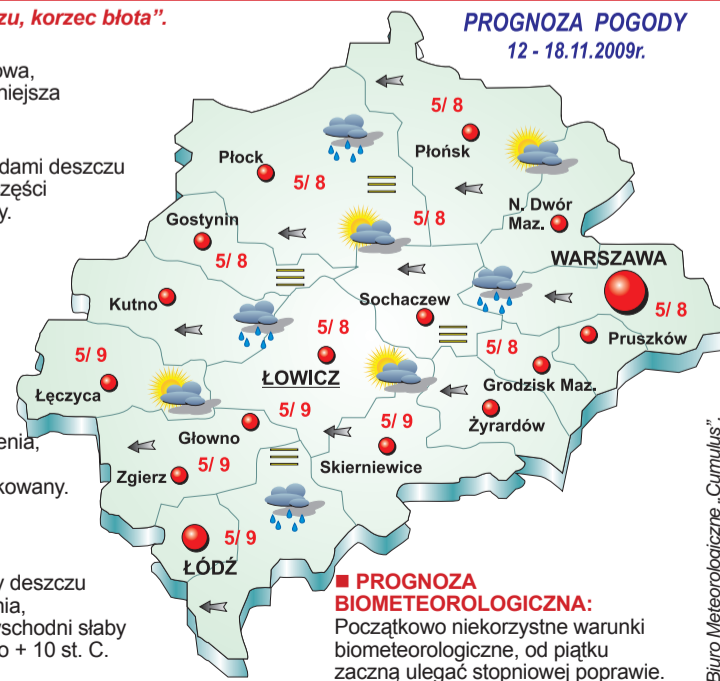 zu, korzec błota”.
PROGNOZA POGODY
12 - 18.11.2009r.
owa,
niejsza
dami deszczu
zęści
y.
5/ 8
Płońsk
Płock
5/ 8
5/ 8
N. Dwór
Maz.
Gostynin
5/ 8
WARSZAWA
5/ 8
Kutno
Sochaczew
5/ 8
Pruszków
5/ 9
Łęczyca
ŁOWICZ
5/ 8
Grodzisk Maz.
5/ 9
Głowno
5/ 9
Żyrardów
Skierniewice
Zgierz
5/ 9
5/ 9
ŁÓDŹ
enia,
kowany.
y deszczu
nia,
wschodni słaby
o + 10 st. C.
■ PROGNOZA
BIOMETEOROLOGICZNA:
Początkowo niekorzystne warunki
biometeorologiczne, od piątku
zaczną ulegać stopniowej poprawie.
Biuro Meteorologiczne „Cumulus”.